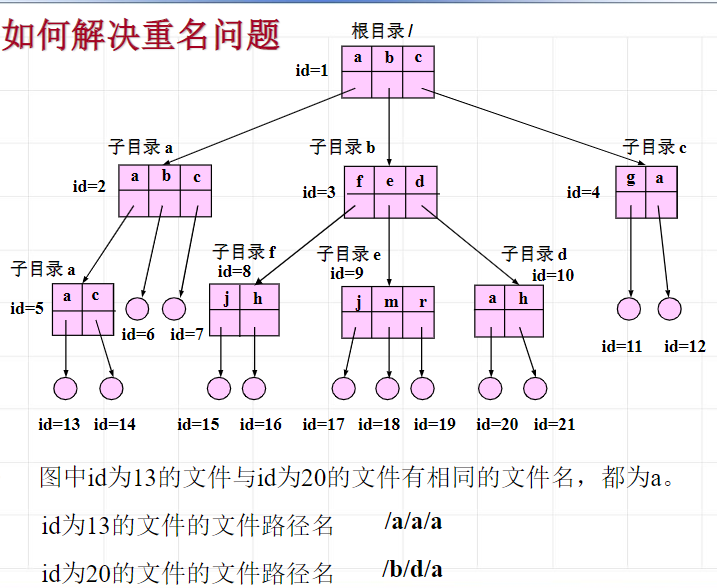 如何解决重名问题
根目录 /
id=1
a b c
子目录 a
子目录 b
子目录 c
id=2
a b c
id=3
f e d
id=4
g a
子目录 a
子目录 f
id=8
子目录 e
id=9
子目录 d
id=10
id=5
a c
id=6
id=7
j h
j m r
a h
id=11
id=12
id=13
id=14
id=15
id=16
id=17
id=18
id=19
id=20
id=21
图中id为13的文件与id为20的文件有相同的文件名，都为a。
id为13的文件的文件路径名 /a/a/a
id为20的文件的文件路径名 /b/d/a